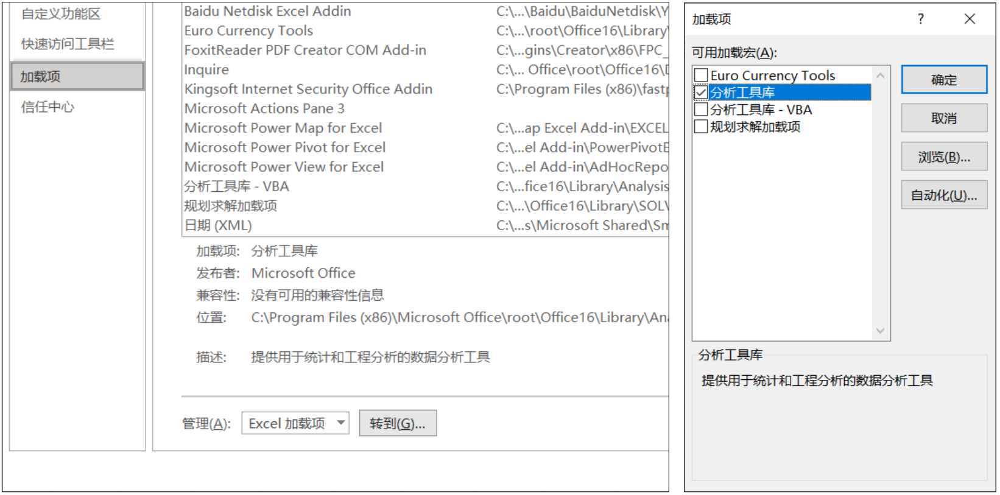 自定义功能区
快速访问工具栏
加载项
信任中心
Baidu Netdisk Excel Addin C:\...\Baidu\BaiduNetdisk\Y
Euro Currency Tools C:\...\root\Office16\Library\
FoxitReader PDF Creator COM Add-in C:\...gins\Creator\x86\FPC_
Inquire C:\... Office\root\Office16\D
Kingsoft Internet Security Office Addin C:\Program Files (x86)\fastp
Microsoft Actions Pane 3
Microsoft Power Map for Excel C:\...ap Excel Add-in\EXCEL
Microsoft Power Pivot for Excel C:\...el Add-in\PowerPivotE
Microsoft Power View for Excel C:\...el Add-in\AdHocRepo
分析工具库 - VBA C:\...fice16\Library\Analysis
规划求解加载项 C:\...\Office16\Library\SOLV
日期 (XML) C:\...s\Microsoft Shared\Sm
加载项: 分析工具库
发布者: Microsoft Office
兼容性: 没有可用的兼容性信息
位置: C:\Program Files (x86)\Microsoft Office\root\Office16\Library\Ana
描述: 提供用于统计和工程分析的数据分析工具
管理(A): Excel 加载项 转到(G)...
加载项 ?
可用加载宏(A):
Euro Currency Tools
分析工具库
分析工具库 - VBA
规划求解加载项
确定
取消
浏览(B)...
自动化(U)...
分析工具库
提供用于统计和工程分析的数据分析工具